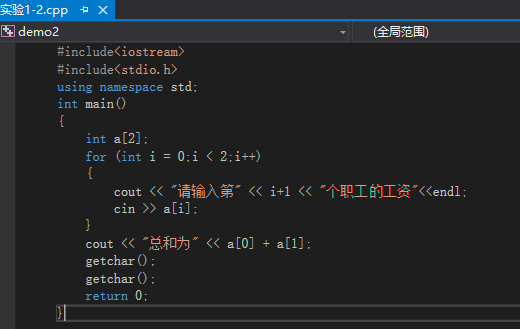 实验1-2.cpp
demo2 (全局范围)
#include<iostream>
#include<stdio.h>
using namespace std;
int main()
{
int a[2];
for (int i = 0;i < 2;i++)
{
cout << "请输入第" << i+1 << "个职工的工资"<<endl;
cin >> a[i];
}
cout << "总和为" << a[0] + a[1];
getchar();
getchar();
return 0;
}